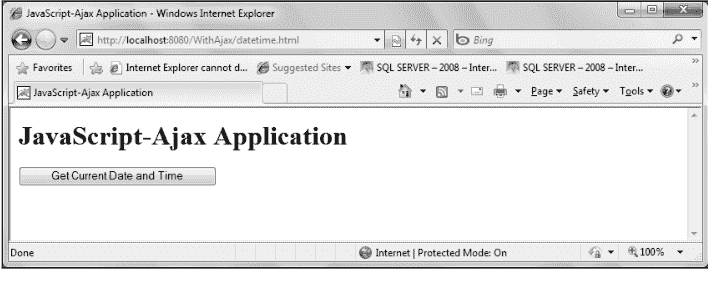 JavaScript-Ajax Application - Windows Internet Explorer
http://localhost:8080/WithAjax/datetime.html
Bing
Favorites Internet Explorer cannot d... Suggested Sites SQL SERVER – 2008 – Inter... SQL SERVER – 2008 – Inter...
JavaScript-Ajax Application Page Safety Tools
JavaScript-Ajax Application
Get Current Date and Time
Done Internet | Protected Mode: On 100%